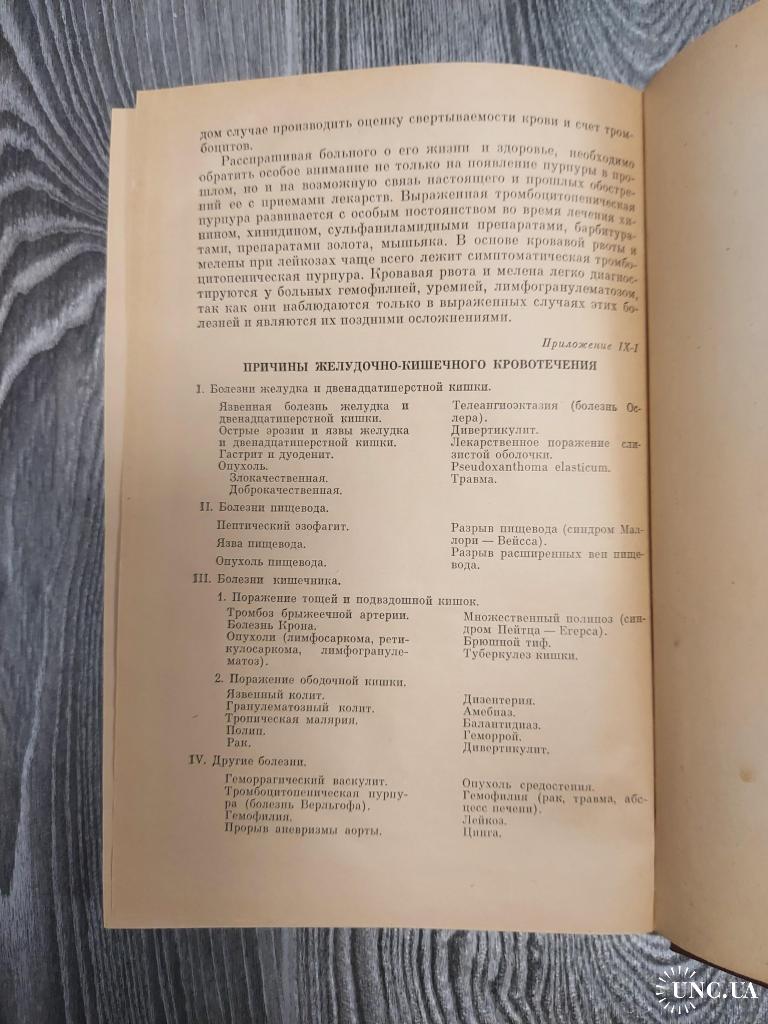 дом случае производить оценку свертываемости крови и счет тром-
боцитов.
Расспрашивая больного о его жизни и здоровье, необходимо
обратить особое внимание не только на появление пурпуры в про-
шлом, но и на возможную связь настоящего и прошлых обостре-
ний ее с приемами лекарств. Выраженная тромбоцитопеническая
пурпура развивается с особым постоянством во время лечения хи-
нином, хинидином, сульфаниламидными препаратами, барбитура-
тами, препаратами золота, мышьяка. В основе кровавой рвоты и
мелены при лейкозах чаще всего лежит симптоматическая тромбо-
цитопеническая пурпура. Кровавая рвота и мелена легко диагнос-
тируются у больных гемофилией, уремией, лимфогранулематозом,
так как они наблюдаются только в выраженных случаях этих бо-
лезней и являются их поздними осложнениями.
Приложение IX-1
ПРИЧИНЫ ЖЕЛУДОЧНО-КИШЕЧНОГО КРОВОТЕЧЕНИЯ
I. Болезни желудка и двенадцатиперстной кишки.
Язвенная болезнь желудка и
двенадцатиперстной кишки.
Острые эрозии и язвы желудка
и двенадцатиперстной кишки.
Гастрит и дуоденит.
Опухоль.
Злокачественная.
Доброкачественная.
Телеангиоэктазия (болезнь Ос-
лера).
Дивертикулит.
Лекарственное поражение сли-
зистой оболочки.
Pseudoxanthoma elasticum.
Травма.
II. Болезни пищевода.
Пептический эзофагит.
Язва пищевода.
Опухоль пищевода.
Разрыв пищевода (синдром Мал-
лори — Вейсса).
Разрыв расширенных вен пище-
вода.
III. Болезни кишечника.
1. Поражение тощей и подвздошной кишок.
Тромбоз брыжеечной артерии.
Болезнь Крона.
Опухоли (лимфосаркома, рети-
кулосаркома, лимфогрануле-
матоз).
Множественный полипоз (син-
дром Пейтца — Егерса).
Брюшной тиф.
Туберкулез кишки.
2. Поражение ободочной кишки.
Язвенный колит.
Гранулематозный колит.
Тропическая малярия.
Полип.
Рак.
Дизентерия.
Амебиаз.
Балантидиаз.
Геморрой.
Дивертикулит.
IV. Другие болезни.
Геморрагический васкулит.
Тромбоцитопеническая пурпу-
ра (болезнь Верльгофа).
Гемофилия.
Прорыв аневризмы аорты.
Опухоль средостения.
Гемофилия (рак, травма, абс-
цесс печени).
Лейкоз.
Цинга.
UNC.UA